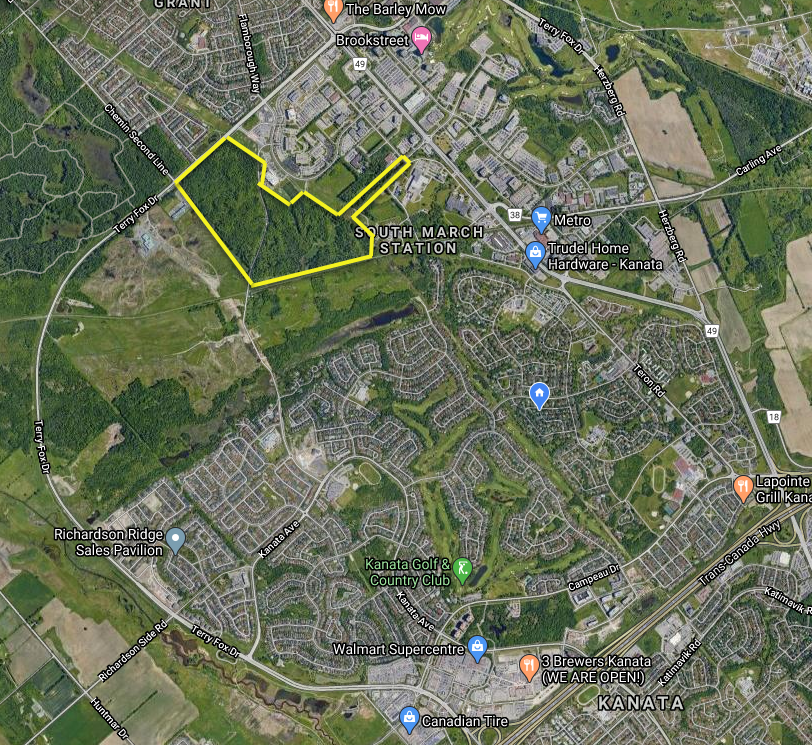 GRANT
The Barley Mow
Brookstreet
49
Flamborough Way
Terry Fox Dr
Herzberg Rd
Chemin Second Line
Carling Ave
Terry Fox Dr
38
Metro
SOUTH MARCH
STATION
Herzberg Rd
Trudel Home
Hardware - Kanata
49
Teron Rd
18
Terry Fox Dr
Lapointe
Grill Kana
Richardson Ridge
Sales Pavilion
Kanata Ave
Trans-Canada Hwy
Kanata Golf &
Country Club
Campeau Dr
Katimavik R
Kanata Ave
Richardson Side Rd
Terry Fox Dr
Walmart Supercentre
Katimavik Rd
3 Brewers Kanata
(WE ARE OPEN!)
KANATA
Huntmar Dr
Canadian Tire